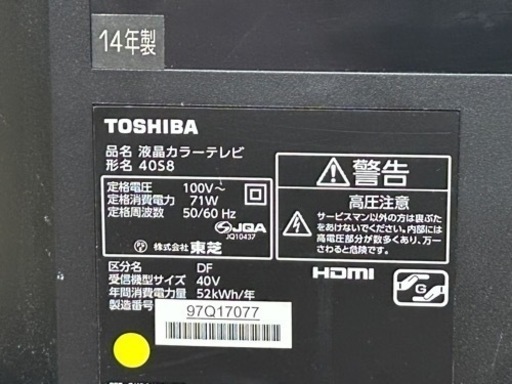 14年製
TOSHIBA
品名 液晶カラーテレビ
形名 40S8
定格電圧 100V～
定格消費電力 71W
定格周波数 50/60 Hz
JQA
JQ10437
株式会社 東芝
区分名 DF
受信機型サイズ 40V
年間消費電力量 52kWh/年
製造番号
97Q17077
警告
高圧注意
サービスマン以外の方は裏ぶた
をあけないでください。内部には
高電圧部分が数多くあり、万一
さわると危険です。
HDMI
G